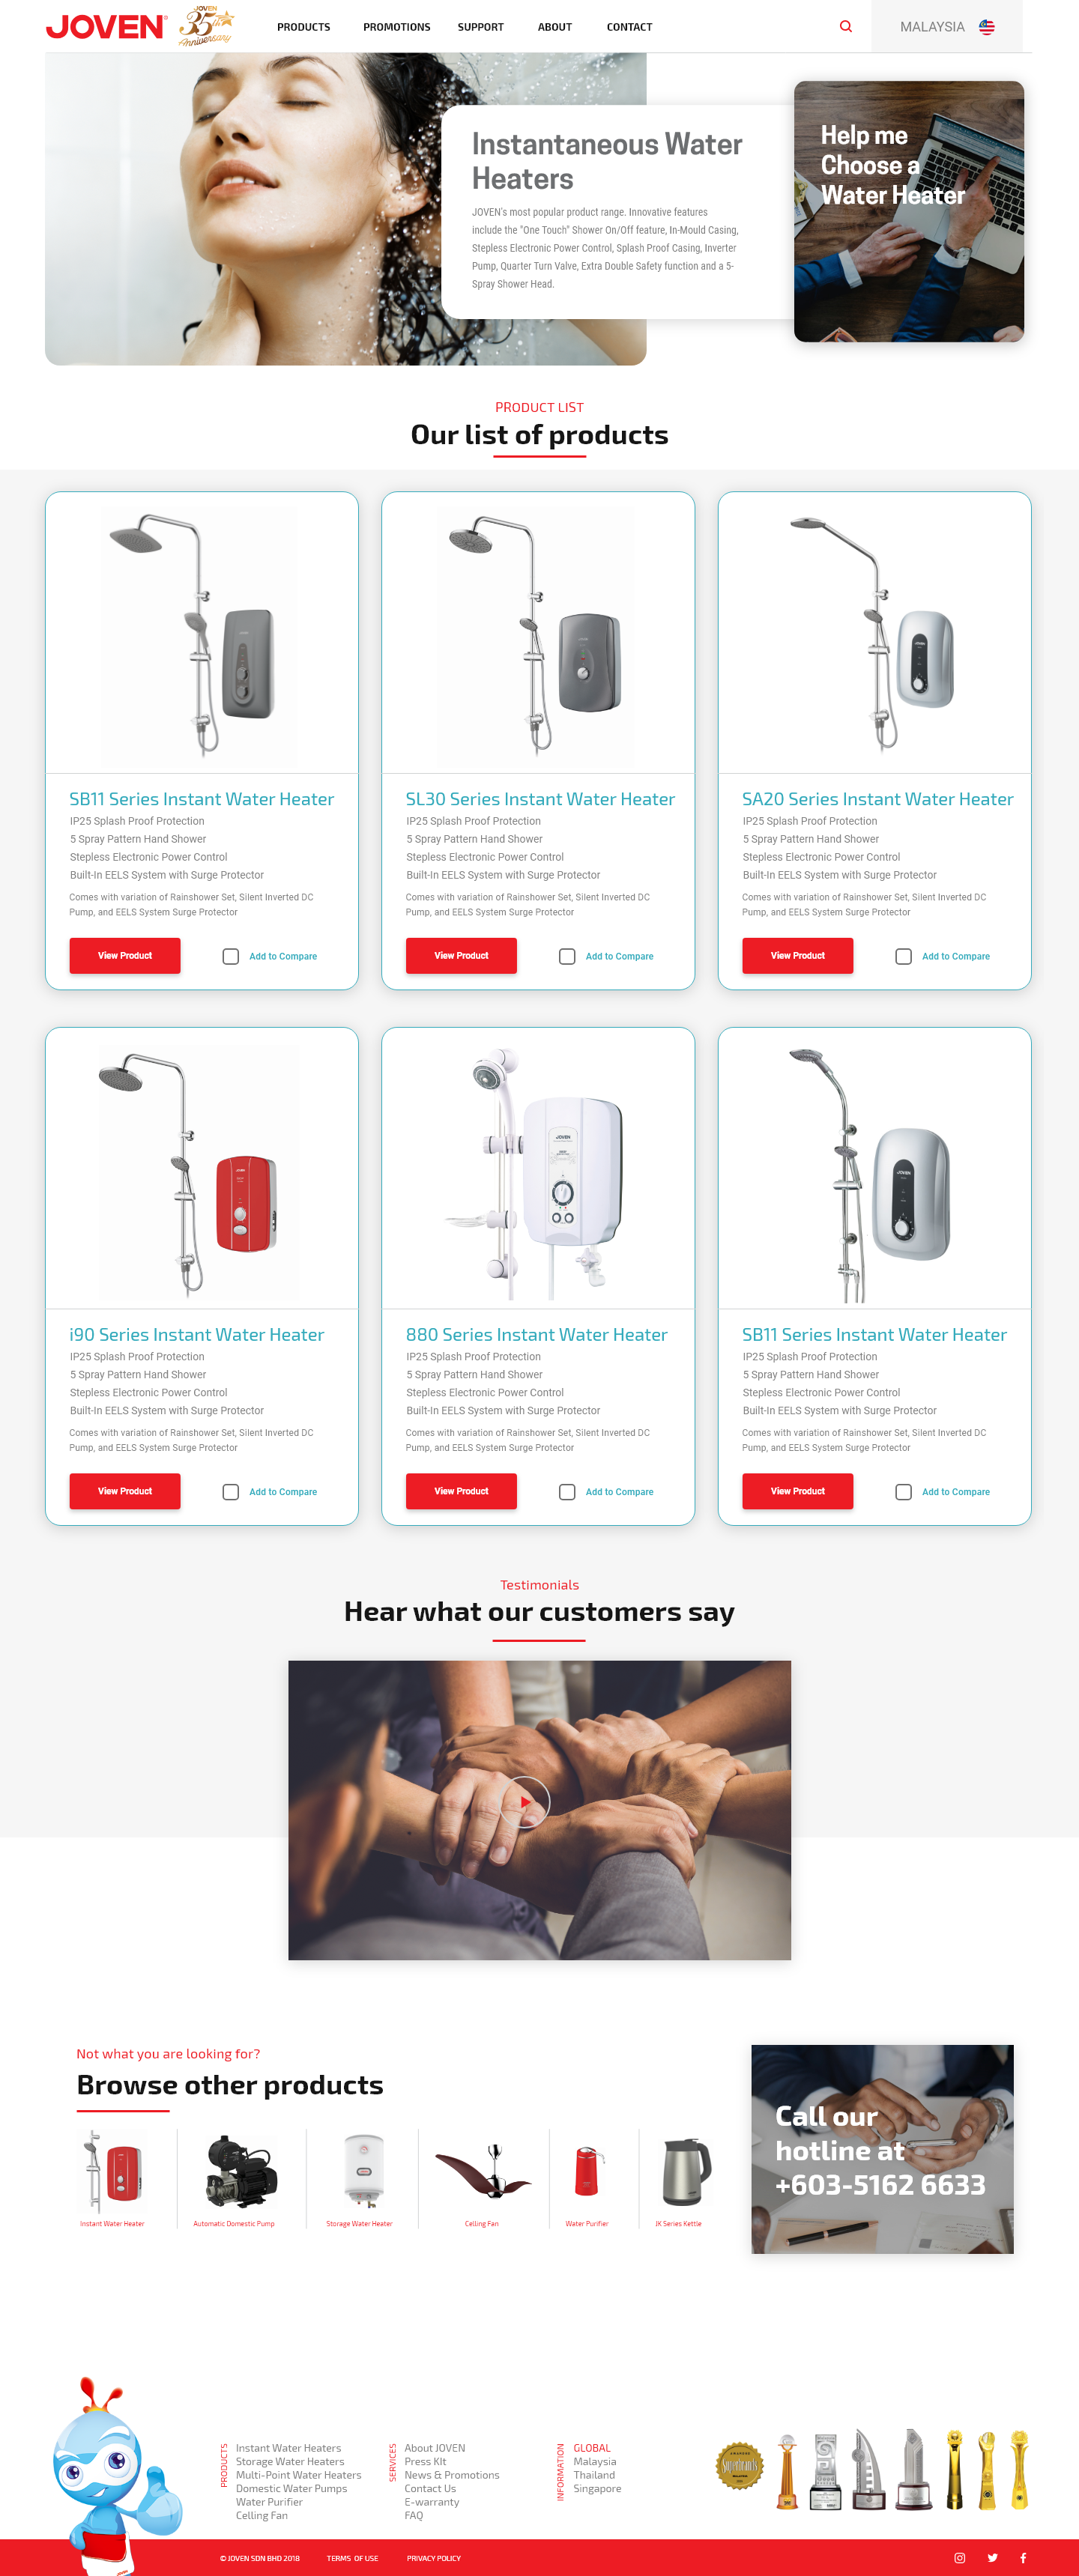 JOVEN
JOVEN
35th
Anniversary
PRODUCTS
PROMOTIONS
SUPPORT
ABOUT
CONTACT
MALAYSIA
Instantaneous Water
Heaters
JOVEN's most popular product range. Innovative features
include the "One Touch" Shower On/Off feature, In-Mould Casing,
Stepless Electronic Power Control, Splash Proof Casing, Inverter
Pump, Quarter Turn Valve, Extra Double Safety function and a 5-
Spray Shower Head.
Help me
Choose a
Water Heater
PRODUCT LIST
Our list of products
SB11 Series Instant Water Heater
IP25 Splash Proof Protection
5 Spray Pattern Hand Shower
Stepless Electronic Power Control
Built-In EELS System with Surge Protector
Comes with variation of Rainshower Set, Silent Inverted DC
Pump, and EELS System Surge Protector
View Product
Add to Compare
SL30 Series Instant Water Heater
IP25 Splash Proof Protection
5 Spray Pattern Hand Shower
Stepless Electronic Power Control
Built-In EELS System with Surge Protector
Comes with variation of Rainshower Set, Silent Inverted DC
Pump, and EELS System Surge Protector
View Product
Add to Compare
SA20 Series Instant Water Heater
IP25 Splash Proof Protection
5 Spray Pattern Hand Shower
Stepless Electronic Power Control
Built-In EELS System with Surge Protector
Comes with variation of Rainshower Set, Silent Inverted DC
Pump, and EELS System Surge Protector
View Product
Add to Compare
i90 Series Instant Water Heater
IP25 Splash Proof Protection
5 Spray Pattern Hand Shower
Stepless Electronic Power Control
Built-In EELS System with Surge Protector
Comes with variation of Rainshower Set, Silent Inverted DC
Pump, and EELS System Surge Protector
View Product
Add to Compare
JOVEN
880 Series Instant Water Heater
IP25 Splash Proof Protection
5 Spray Pattern Hand Shower
Stepless Electronic Power Control
Built-In EELS System with Surge Protector
Comes with variation of Rainshower Set, Silent Inverted DC
Pump, and EELS System Surge Protector
View Product
Add to Compare
JOVEN
SB11 Series Instant Water Heater
IP25 Splash Proof Protection
5 Spray Pattern Hand Shower
Stepless Electronic Power Control
Built-In EELS System with Surge Protector
Comes with variation of Rainshower Set, Silent Inverted DC
Pump, and EELS System Surge Protector
View Product
Add to Compare
Testimonials
Hear what our customers say
Not what you are looking for?
Browse other products
Instant Water Heater
Automatic Domestic Pump
Storage Water Heater
Celling Fan
Water Purifier
JK Series Kettle
Call our
hotline at
+603-5162 6633
PRODUCTS
Instant Water Heaters
Storage Water Heaters
Multi-Point Water Heaters
Domestic Water Pumps
Water Purifier
Celling Fan
SERVICES
About JOVEN
Press KIt
News & Promotions
Contact Us
E-warranty
FAQ
INFORMATION
GLOBAL
Malaysia
Thailand
Singapore
Superbrands
© JOVEN SDN BHD 2018
TERMS OF USE
PRIVACY POLICY